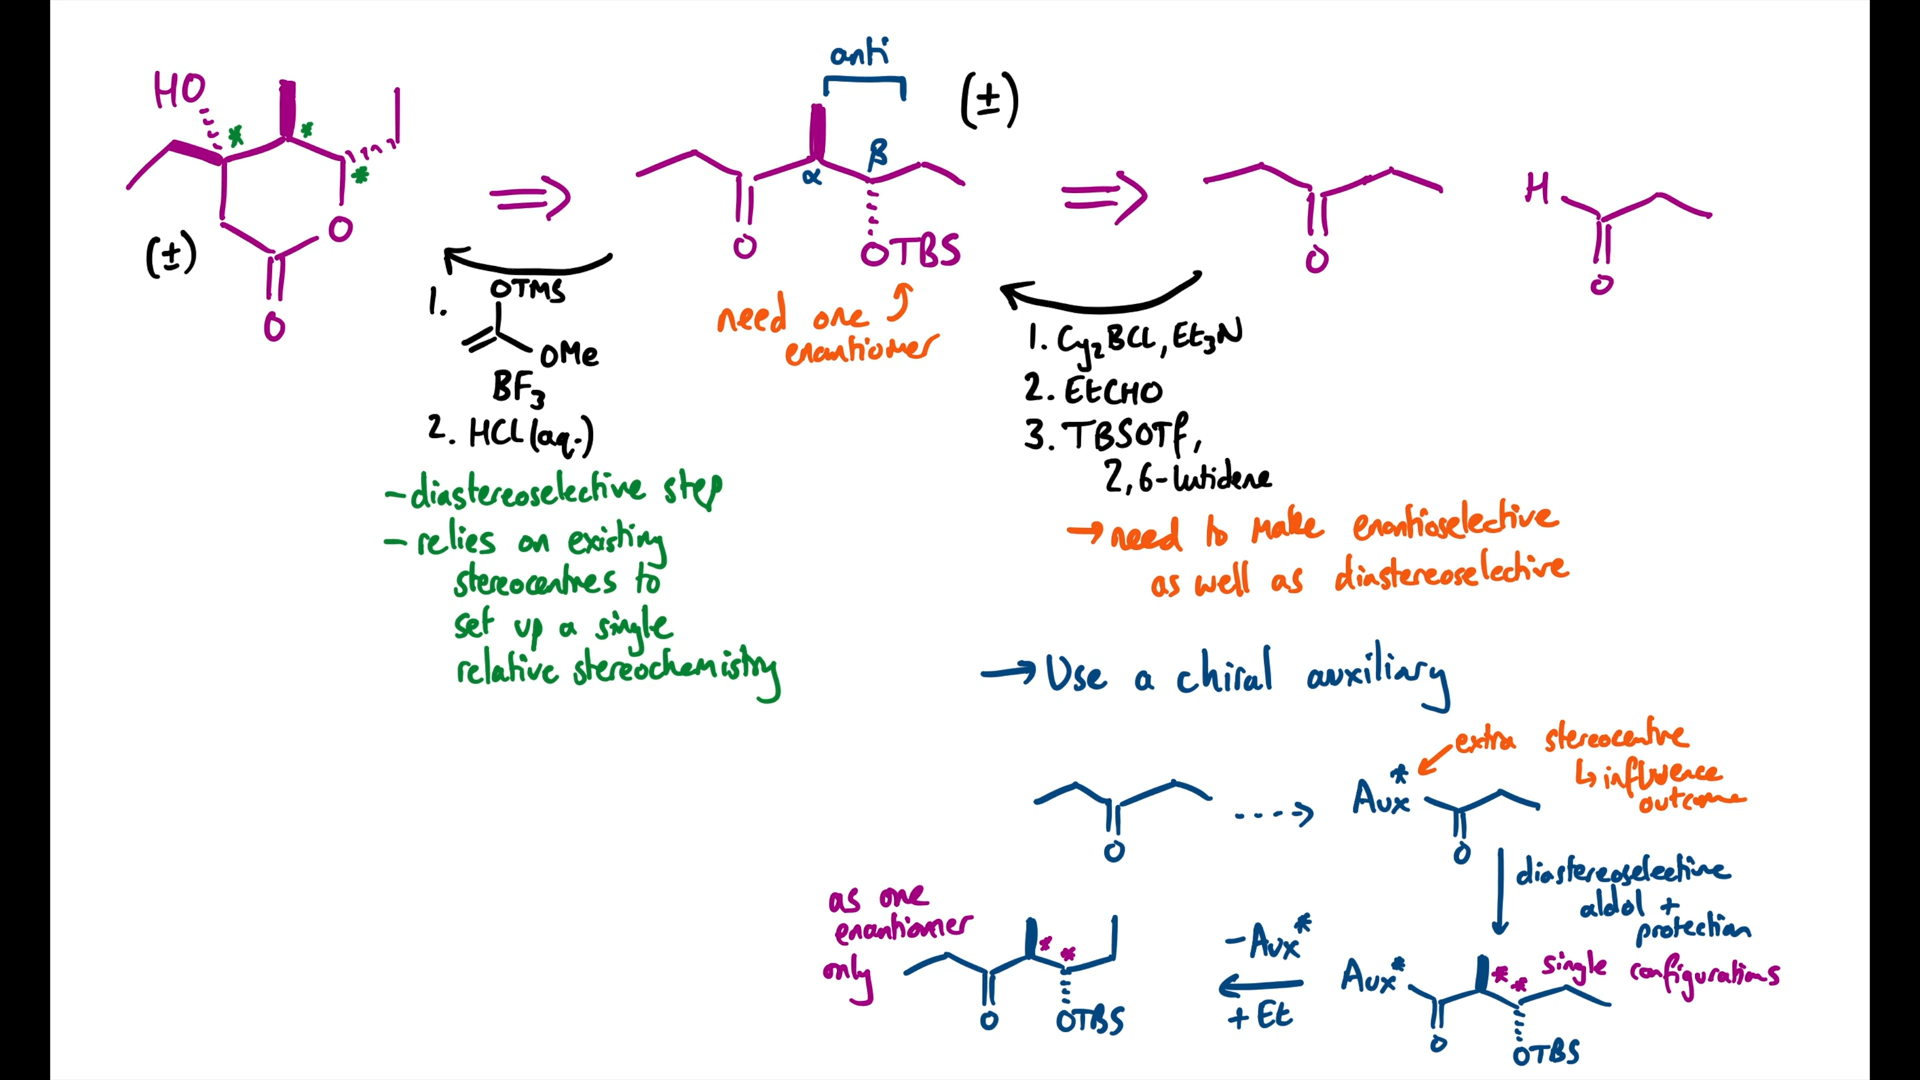 anti
HO
*
*
*
(±)
O
O
α
β
O
OTBS
(±)
O
H
O
1.
OTMS
OMe
BF3
2. HCl (aq.)
need one
enantiomer
1. Cy2BCl, Et3N
2. EtCHO
3. TBSOTf,
2,6-lutidene
- diastereoselective step
- relies on existing
stereocentres to
set up a single
relative stereochemistry
→ need to make enantioselective
as well as diastereoselective
→ Use a chiral auxiliary
O
Aux*
O
extra stereocentre
↳ influence
outcome
diastereoselective
aldol +
protection
Aux*
O
* *
OTBS
single configurations
- Aux*
+ Et
as one
enantiomer
only
O
* *
OTBS